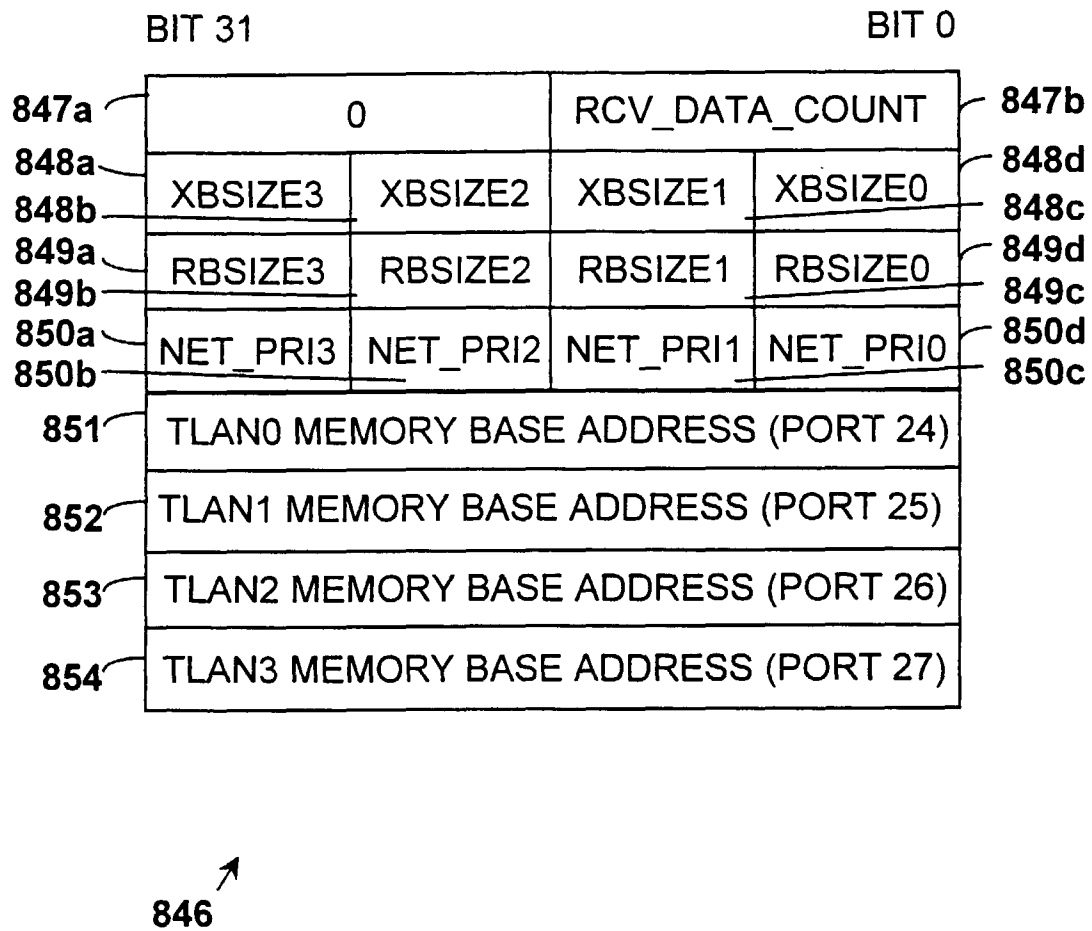 BIT 31 BIT 0
847a 0 RCV_DATA_COUNT 847b
848a XBSIZE3 XBSIZE2 XBSIZE1 XBSIZE0 848d
848b 848c
849a RBSIZE3 RBSIZE2 RBSIZE1 RBSIZE0 849d
849b 849c
850a NET_PRI3 NET_PRI2 NET_PRI1 NET_PRI0 850d
850b 850c
851 TLAN0 MEMORY BASE ADDRESS (PORT 24)
852 TLAN1 MEMORY BASE ADDRESS (PORT 25)
853 TLAN2 MEMORY BASE ADDRESS (PORT 26)
854 TLAN3 MEMORY BASE ADDRESS (PORT 27)
846